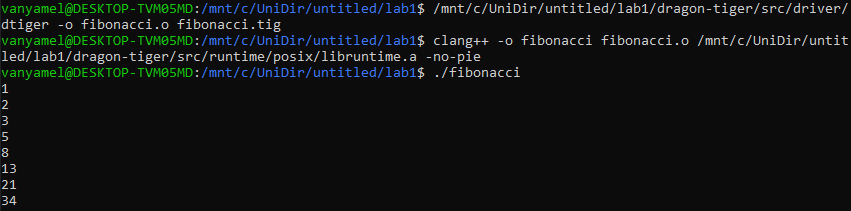 vanyamel@DESKTOP-TVM05MD:/mnt/c/UniDir/untitled/lab1$ /mnt/c/UniDir/untitled/lab1/dragon-tiger/src/driver/
dtiger -o fibonacci.o fibonacci.tig
vanyamel@DESKTOP-TVM05MD:/mnt/c/UniDir/untitled/lab1$ clang++ -o fibonacci fibonacci.o /mnt/c/UniDir/untit
led/lab1/dragon-tiger/src/runtime/posix/libruntime.a -no-pie
vanyamel@DESKTOP-TVM05MD:/mnt/c/UniDir/untitled/lab1$ ./fibonacci
1
2
3
5
8
13
21
34